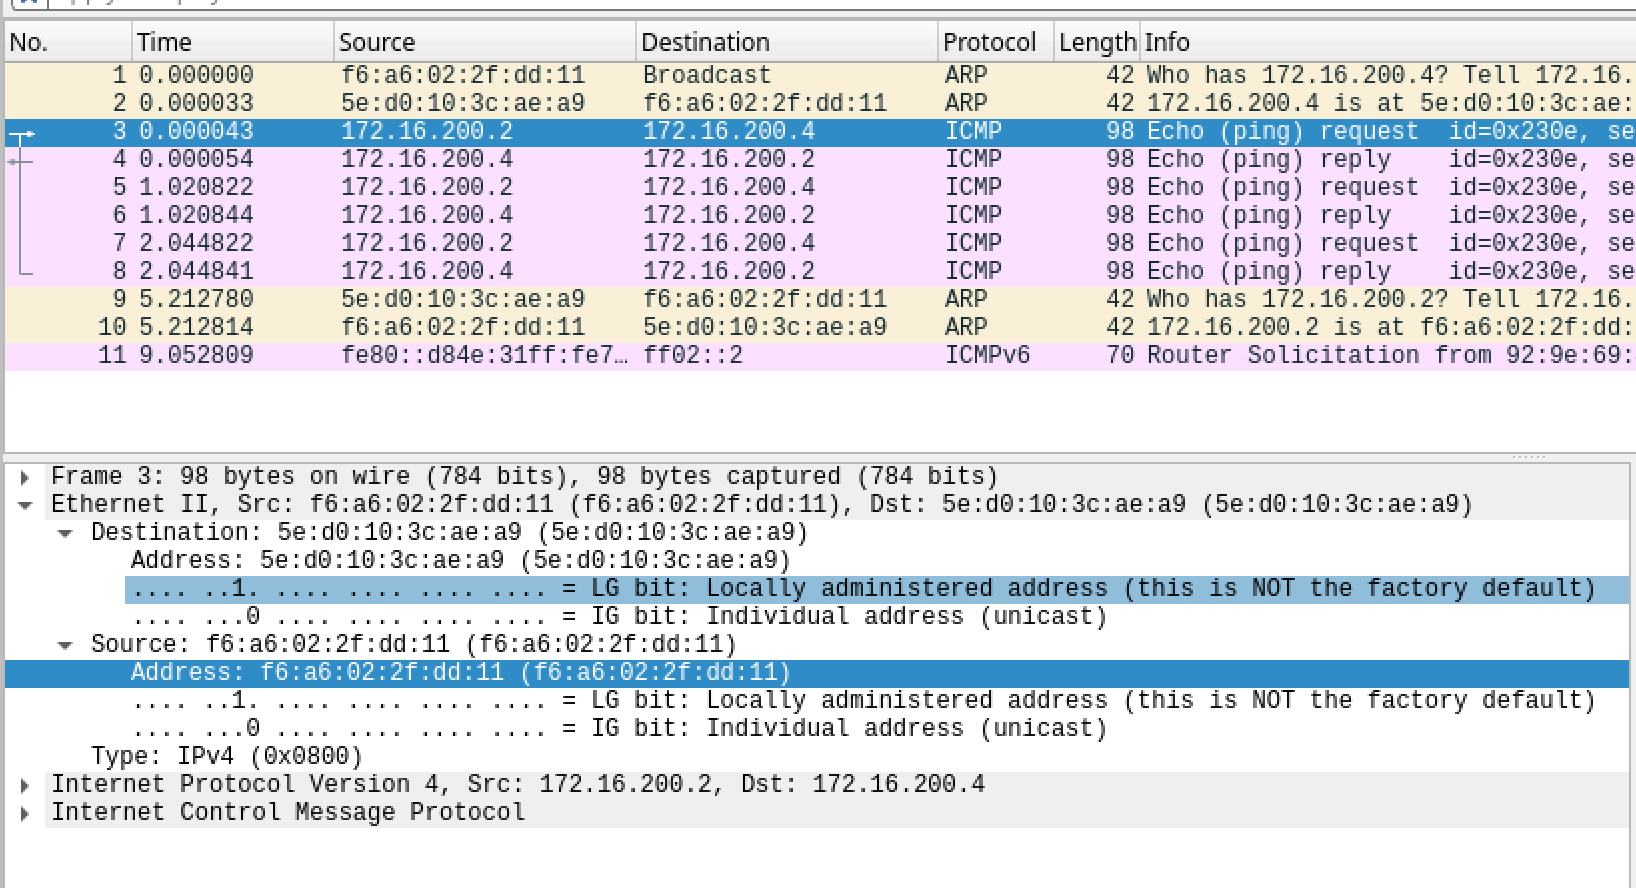 No. Time Source Destination Protocol Length Info
1 0.000000 f6:a6:02:2f:dd:11 Broadcast ARP 42 Who has 172.16.200.4? Tell 172.16.
2 0.000033 5e:d0:10:3c:ae:a9 f6:a6:02:2f:dd:11 ARP 42 172.16.200.4 is at 5e:d0:10:3c:ae:
3 0.000043 172.16.200.2 172.16.200.4 ICMP 98 Echo (ping) request id=0x230e, se
4 0.000054 172.16.200.4 172.16.200.2 ICMP 98 Echo (ping) reply id=0x230e, se
5 1.020822 172.16.200.2 172.16.200.4 ICMP 98 Echo (ping) request id=0x230e, se
6 1.020844 172.16.200.4 172.16.200.2 ICMP 98 Echo (ping) reply id=0x230e, se
7 2.044822 172.16.200.2 172.16.200.4 ICMP 98 Echo (ping) request id=0x230e, se
8 2.044841 172.16.200.4 172.16.200.2 ICMP 98 Echo (ping) reply id=0x230e, se
9 5.212780 5e:d0:10:3c:ae:a9 f6:a6:02:2f:dd:11 ARP 42 Who has 172.16.200.2? Tell 172.16.
10 5.212814 f6:a6:02:2f:dd:11 5e:d0:10:3c:ae:a9 ARP 42 172.16.200.2 is at f6:a6:02:2f:dd:
11 9.052809 fe80::d84e:31ff:fe7… ff02::2 ICMPv6 70 Router Solicitation from 92:9e:69:
Frame 3: 98 bytes on wire (784 bits), 98 bytes captured (784 bits)
Ethernet II, Src: f6:a6:02:2f:dd:11 (f6:a6:02:2f:dd:11), Dst: 5e:d0:10:3c:ae:a9 (5e:d0:10:3c:ae:a9)
Destination: 5e:d0:10:3c:ae:a9 (5e:d0:10:3c:ae:a9)
Address: 5e:d0:10:3c:ae:a9 (5e:d0:10:3c:ae:a9)
.... ..1. .... .... .... .... = LG bit: Locally administered address (this is NOT the factory default)
.... ...0 .... .... .... .... = IG bit: Individual address (unicast)
Source: f6:a6:02:2f:dd:11 (f6:a6:02:2f:dd:11)
Address: f6:a6:02:2f:dd:11 (f6:a6:02:2f:dd:11)
.... ..1. .... .... .... .... = LG bit: Locally administered address (this is NOT the factory default)
.... ...0 .... .... .... .... = IG bit: Individual address (unicast)
Type: IPv4 (0x0800)
Internet Protocol Version 4, Src: 172.16.200.2, Dst: 172.16.200.4
Internet Control Message Protocol